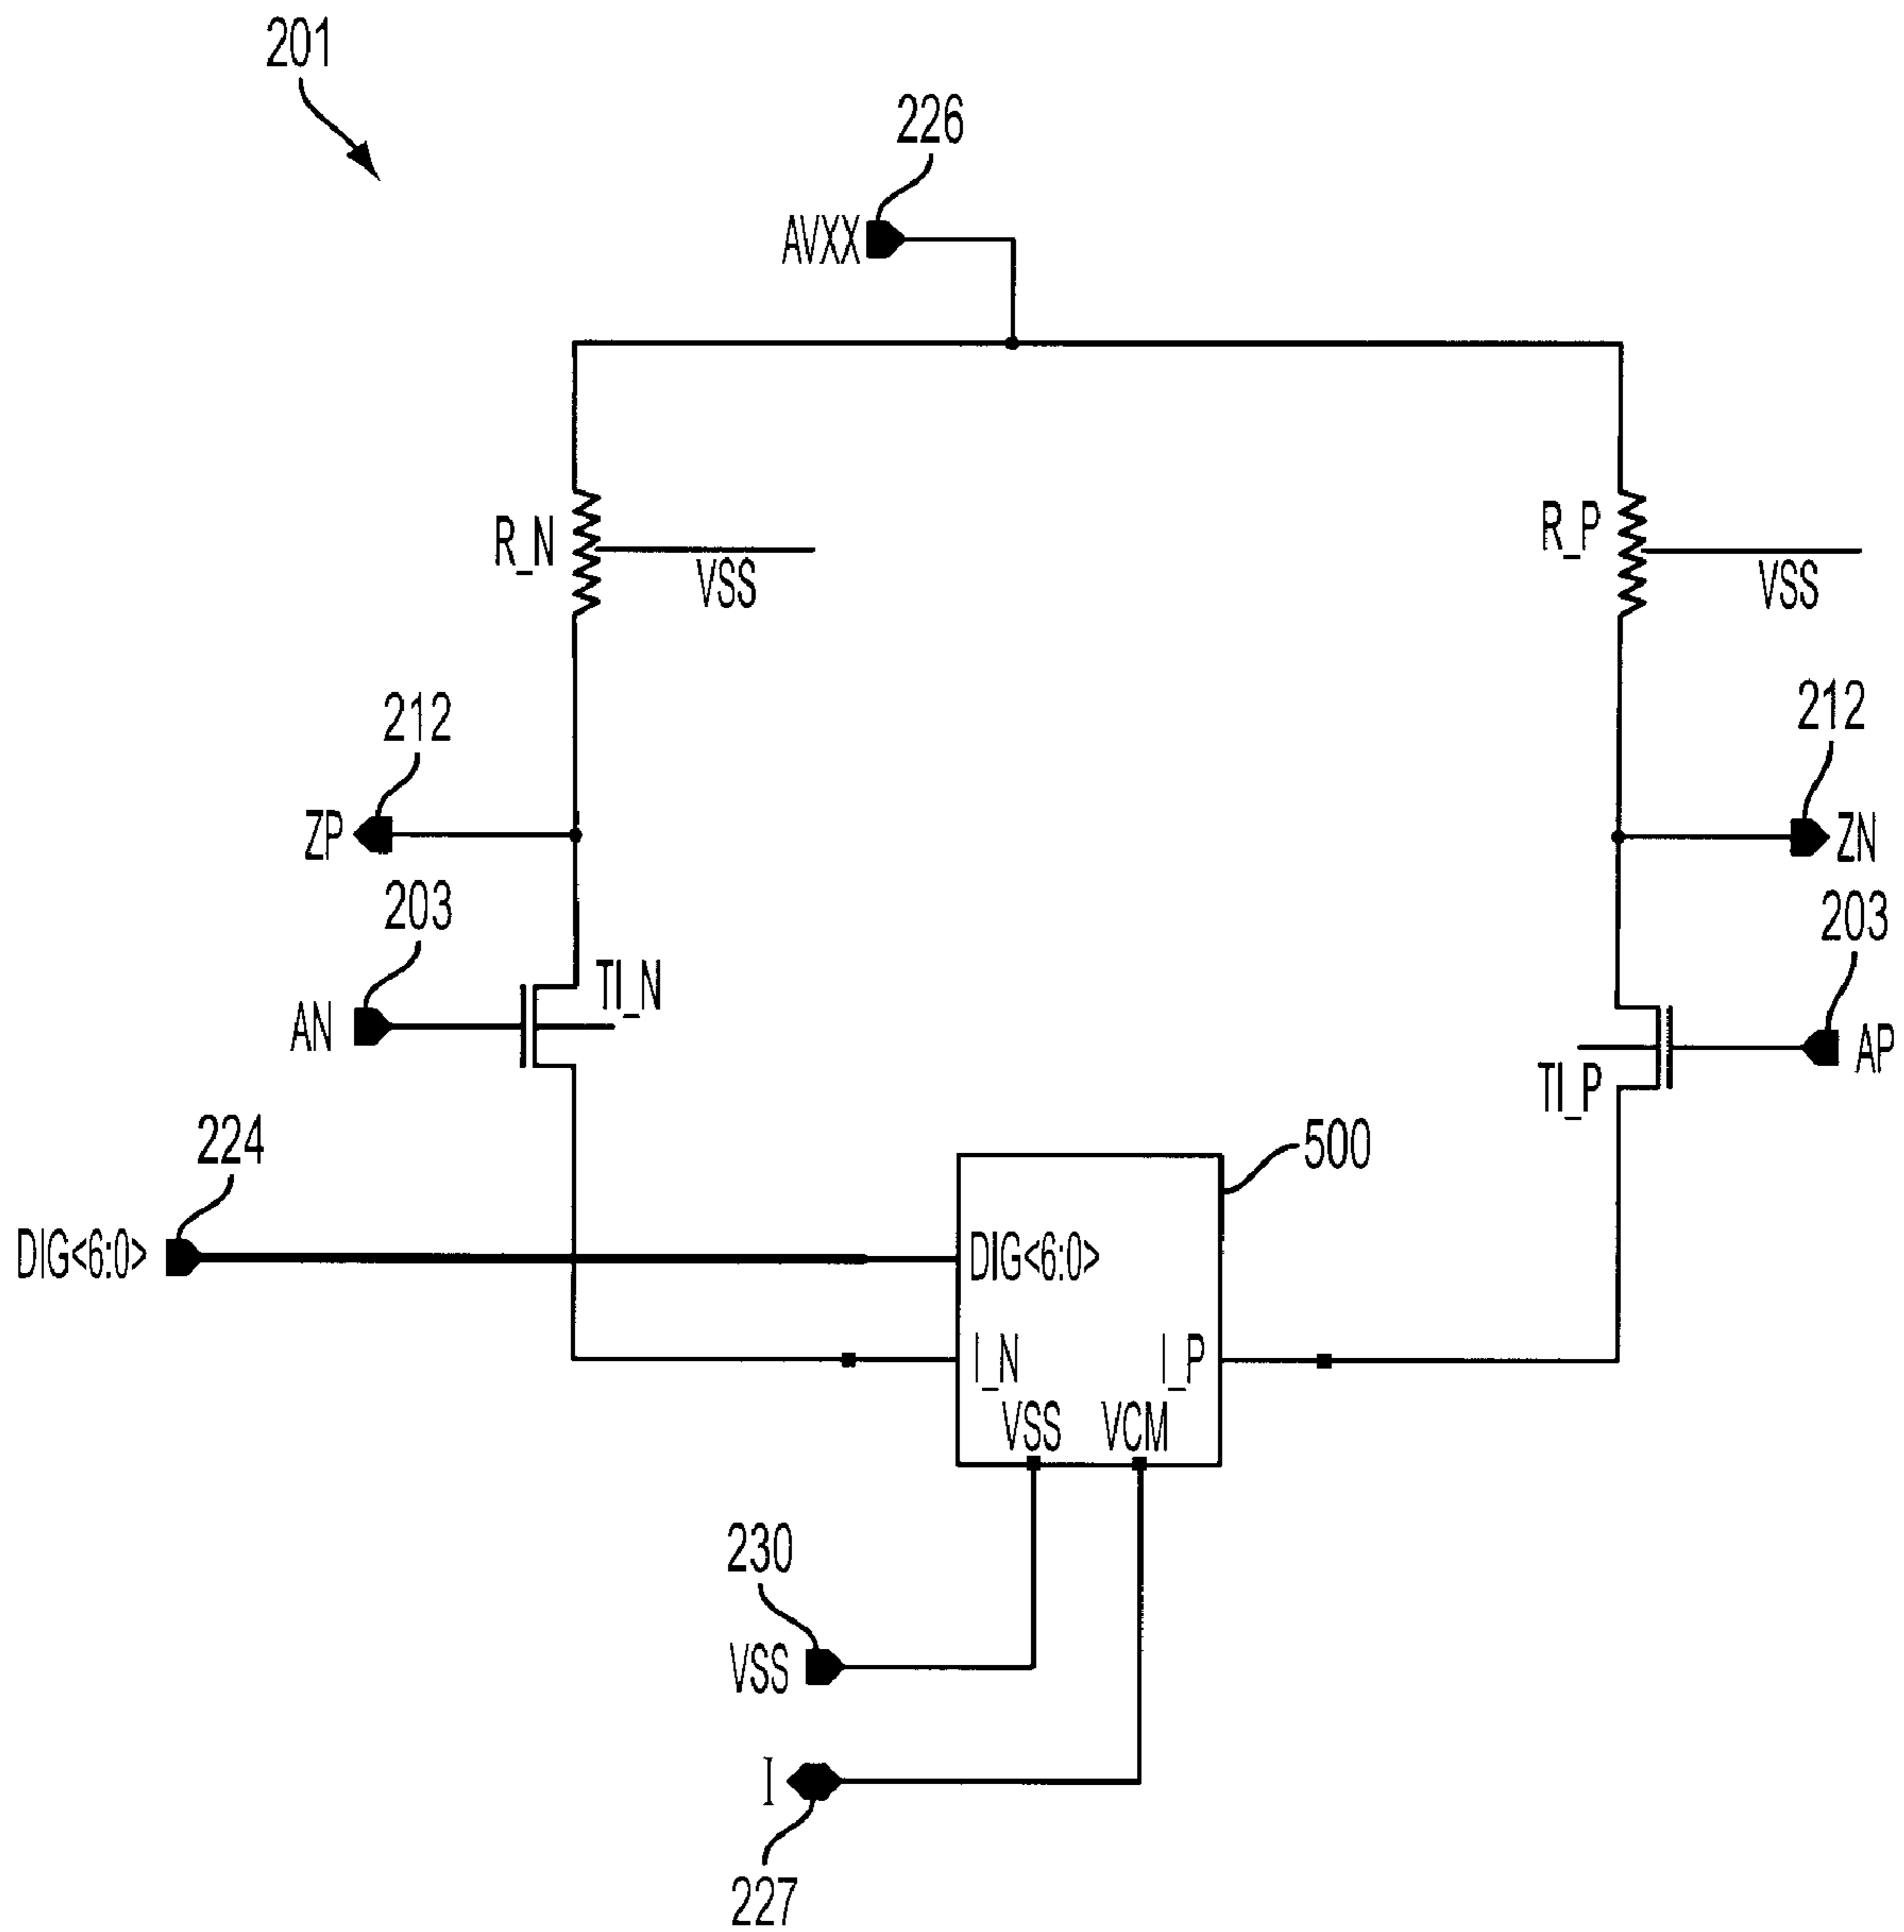 201
226
AVXX
R_N
VSS
R_P
VSS
212
ZP
212
ZN
203
AN
TI_N
203
AP
TI_P
224
DIG<6:0>
500
DIG<6:0>
I_N
I_P
VSS
VCM
230
VSS
I
227